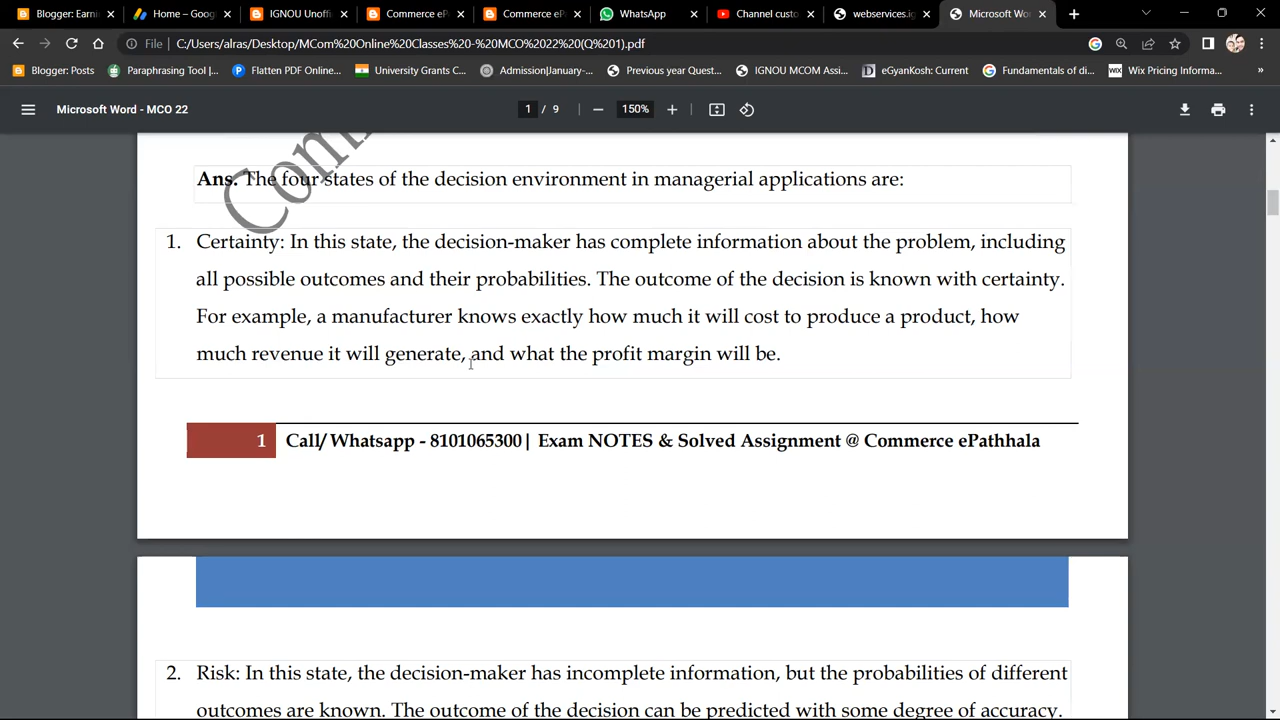 Blogger: Earni
Home – Goog
IGNOU Unoffi
Commerce eP
Commerce eP
WhatsApp
Channel custo
webservices.ig
Microsoft Wor
File
C:/Users/alras/Desktop/MCom%20Online%20Classes%20-%20MCO%2022%20(Q%201).pdf
Blogger: Posts
Paraphrasing Tool |...
Flatten PDF Online...
University Grants C...
Admission|January-...
Previous year Quest...
IGNOU MCOM Assi...
eGyanKosh: Current
Fundamentals of di...
WIX Wix Pricing Informa...
»
Microsoft Word - MCO 22
1 / 9
150%
Com
Ans. The four states of the decision environment in managerial applications are:
1. Certainty: In this state, the decision-maker has complete information about the problem, including
all possible outcomes and their probabilities. The outcome of the decision is known with certainty.
For example, a manufacturer knows exactly how much it will cost to produce a product, how
much revenue it will generate, and what the profit margin will be.
1 Call/ Whatsapp - 8101065300| Exam NOTES & Solved Assignment @ Commerce ePathhala
2. Risk: In this state, the decision-maker has incomplete information, but the probabilities of different
outcomes are known. The outcome of the decision can be predicted with some degree of accuracy.